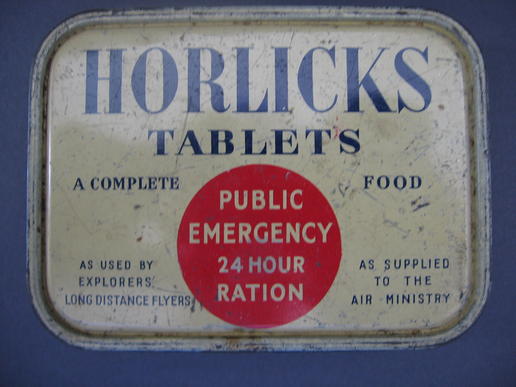 HORLICKS
TABLETS
A COMPLETE FOOD
PUBLIC
EMERGENCY
24 HOUR
RATION
AS USED BY
EXPLORERS
LONG DISTANCE FLYERS
AS SUPPLIED
TO THE
AIR MINISTRY